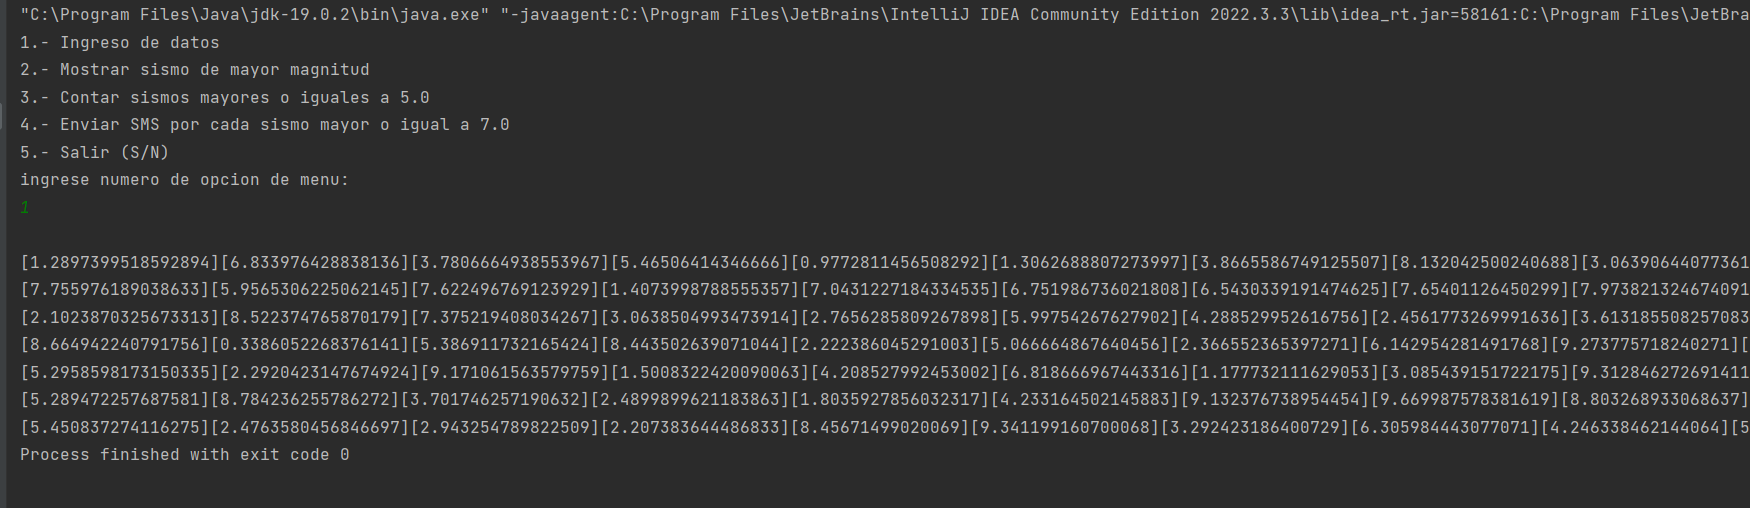 "C:\Program Files\Java\jdk-19.0.2\bin\java.exe" "-javaagent:C:\Program Files\JetBrains\IntelliJ IDEA Community Edition 2022.3.3\lib\idea_rt.jar=58161:C:\Program Files\JetBra
1.- Ingreso de datos
2.- Mostrar sismo de mayor magnitud
3.- Contar sismos mayores o iguales a 5.0
4.- Enviar SMS por cada sismo mayor o igual a 7.0
5.- Salir (S/N)
ingrese numero de opcion de menu:
1
[1.2897399518592894][6.833976428838136][3.7806664938553967][5.46506414346666][0.9772811456508292][1.3062688807273997][3.8665586749125507][8.132042500240688][3.06390644077361
[7.755976189038633][5.9565306225062145][7.622496769123929][1.4073998788555357][7.0431227184334535][6.751986736021808][6.5430339191474625][7.65401126450299][7.973821324674091
[2.1023870325673313][8.522374765870179][7.375219408034267][3.0638504993473914][2.7656285809267898][5.99754267627902][4.288529952616756][2.4561773269991636][3.613185508257083
[8.664942240791756][0.3386052268376141][5.386911732165424][8.443502639071044][2.222386045291003][5.066664867640456][2.366552365397271][6.142954281491768][9.273775718240271][
[5.2958598173150335][2.2920423147674924][9.171061563579759][1.5008322420090063][4.208527992453002][6.818666967443316][1.177732111629053][3.085439151722175][9.312846272691411
[5.289472257687581][8.784236255786272][3.701746257190632][2.4899899621183863][1.8035927856032317][4.233164502145883][9.132376738954454][9.669987578381619][8.803268933068637]
[5.450837274116275][2.4763580456846697][2.943254789822509][2.207383644486833][8.45671499020069][9.341199160700068][3.292423186400729][6.305984443077071][4.246338462144064][5
Process finished with exit code 0